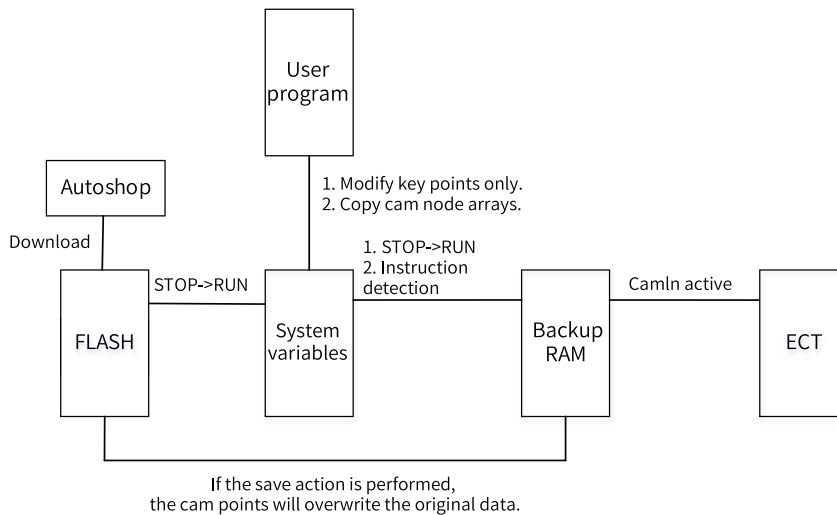 User
program
1. Modify key points only.
2. Copy cam node arrays.
Autoshop
Download
STOP->RUN
1. STOP->RUN
2. Instruction
detection
Camln active
FLASH
System
variables
Backup
RAM
ECT
If the save action is performed,
the cam points will overwrite the original data.